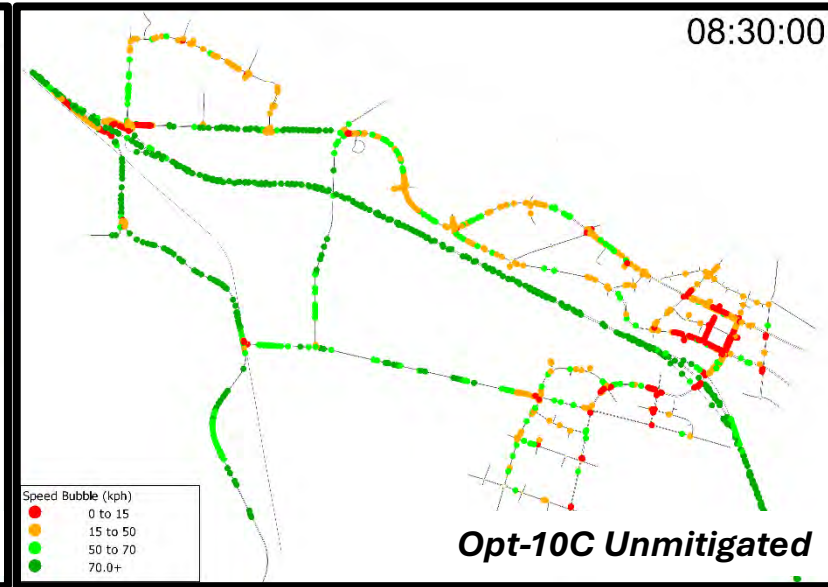 08:30:00
Speed Bubble (kph)
0 to 15
15 to 50
50 to 70
70.0+
Opt-10C Unmitigated